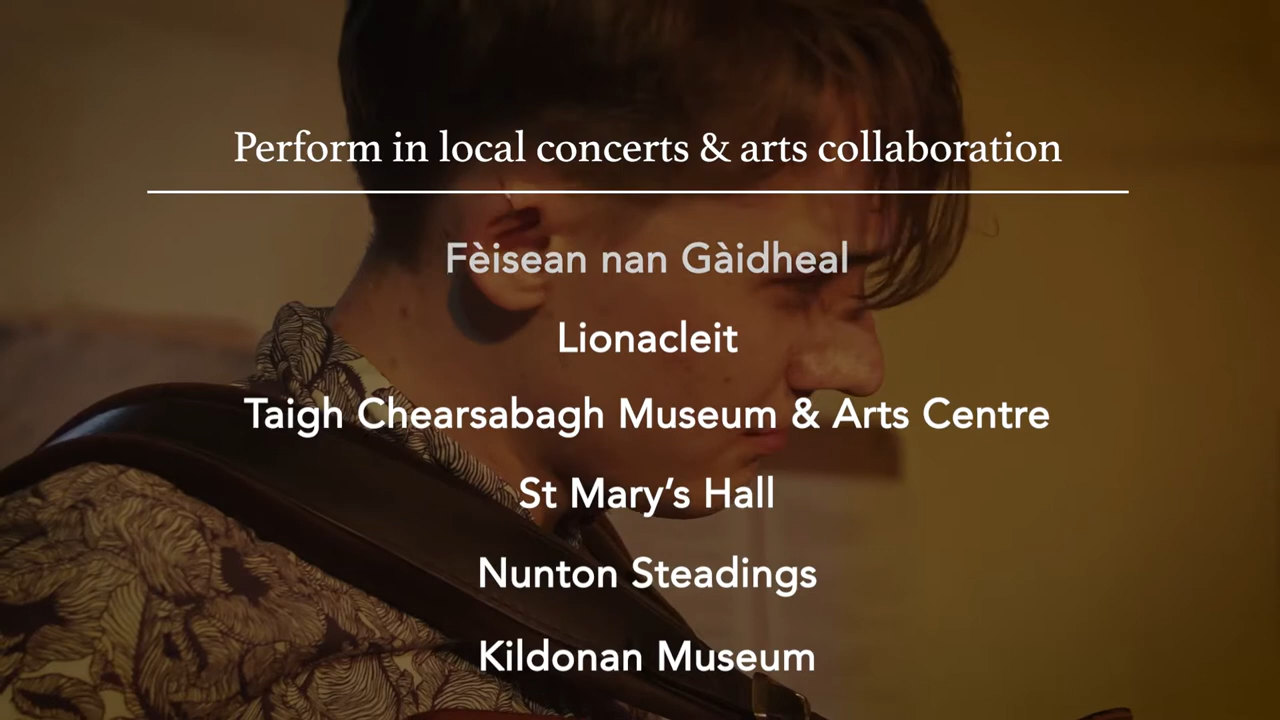 Perform in local concerts & arts collaboration
Fèisean nan Gàidheal
Lionacleit
Taigh Chearsabagh Museum & Arts Centre
St Mary’s Hall
Nunton Steadings
Kildonan Museum